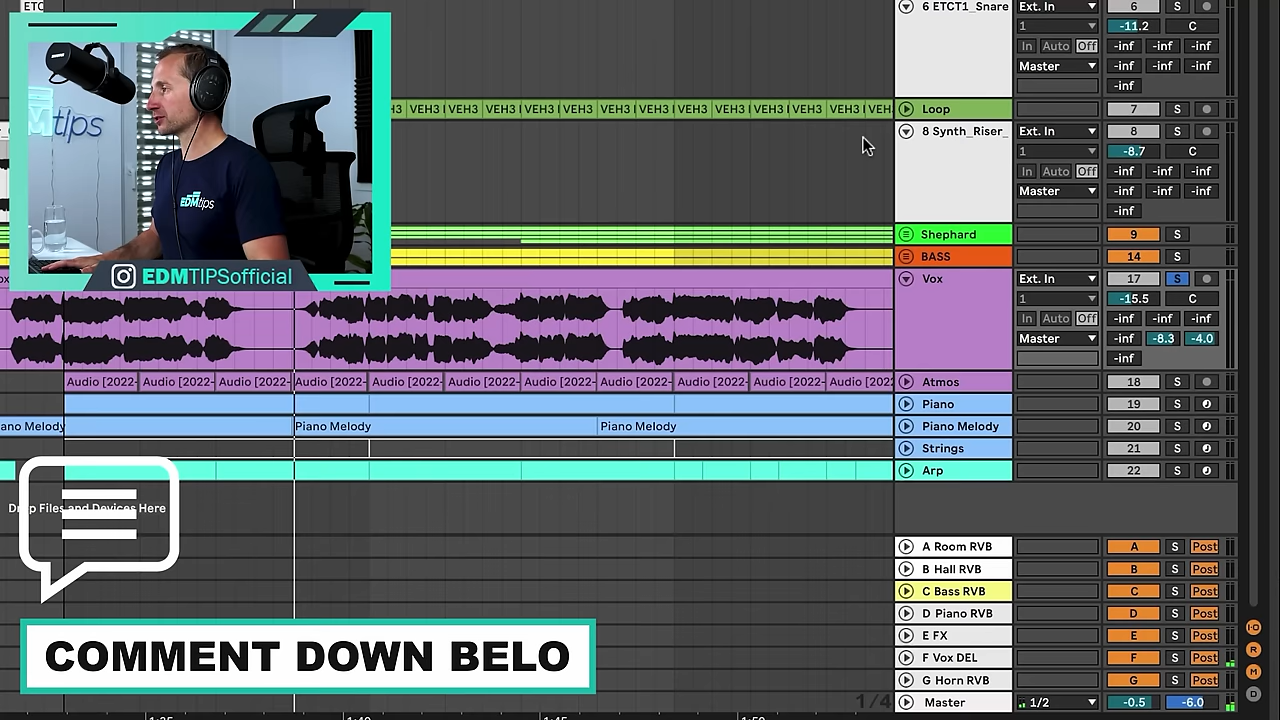 ETC
tips
EDMtips
EDMTIPSofficial
6 ETCT1_Snare Ext. In 6 S
1 -11.2 C
In Auto Off -inf -inf -inf
Master -inf -inf -inf
-inf
VEH3 VEH3 VEH3 VEH3 VEH3 VEH3 VEH3 VEH3 VEH3 VEH3 VEH3 VEH3 Loop 7 S
8 Synth_Riser_ Ext. In 8 S
1 -8.7 C
In Auto Off -inf -inf -inf
Master -inf -inf -inf
-inf
Shephard 9 S
BASS 14 S
Vox Ext. In 17 S
1 -15.5 C
In Auto Off -inf -inf -inf
Master -inf -8.3 -4.0
-inf
Audio [2022- Audio [2022- Audio [2022- Audio [2022- Audio [2022- Audio [2022- Audio [2022- Audio [2022- Audio [2022- Audio [2022- Audio [202 Atmos 18 S
Piano 19 S
ano Melody Piano Melody Piano Melody Piano Melody 20 S
Strings 21 S
Arp 22 S
Drop Files and Devices Here
A Room RVB A S Post
B Hall RVB B S Post
C Bass RVB C S Post
D Piano RVB D S Post
E FX E S Post
F Vox DEL F S Post
G Horn RVB G S Post
1/4 Master 1/2 -0.5 -6.0
I·O
R
M
D
COMMENT DOWN BELO